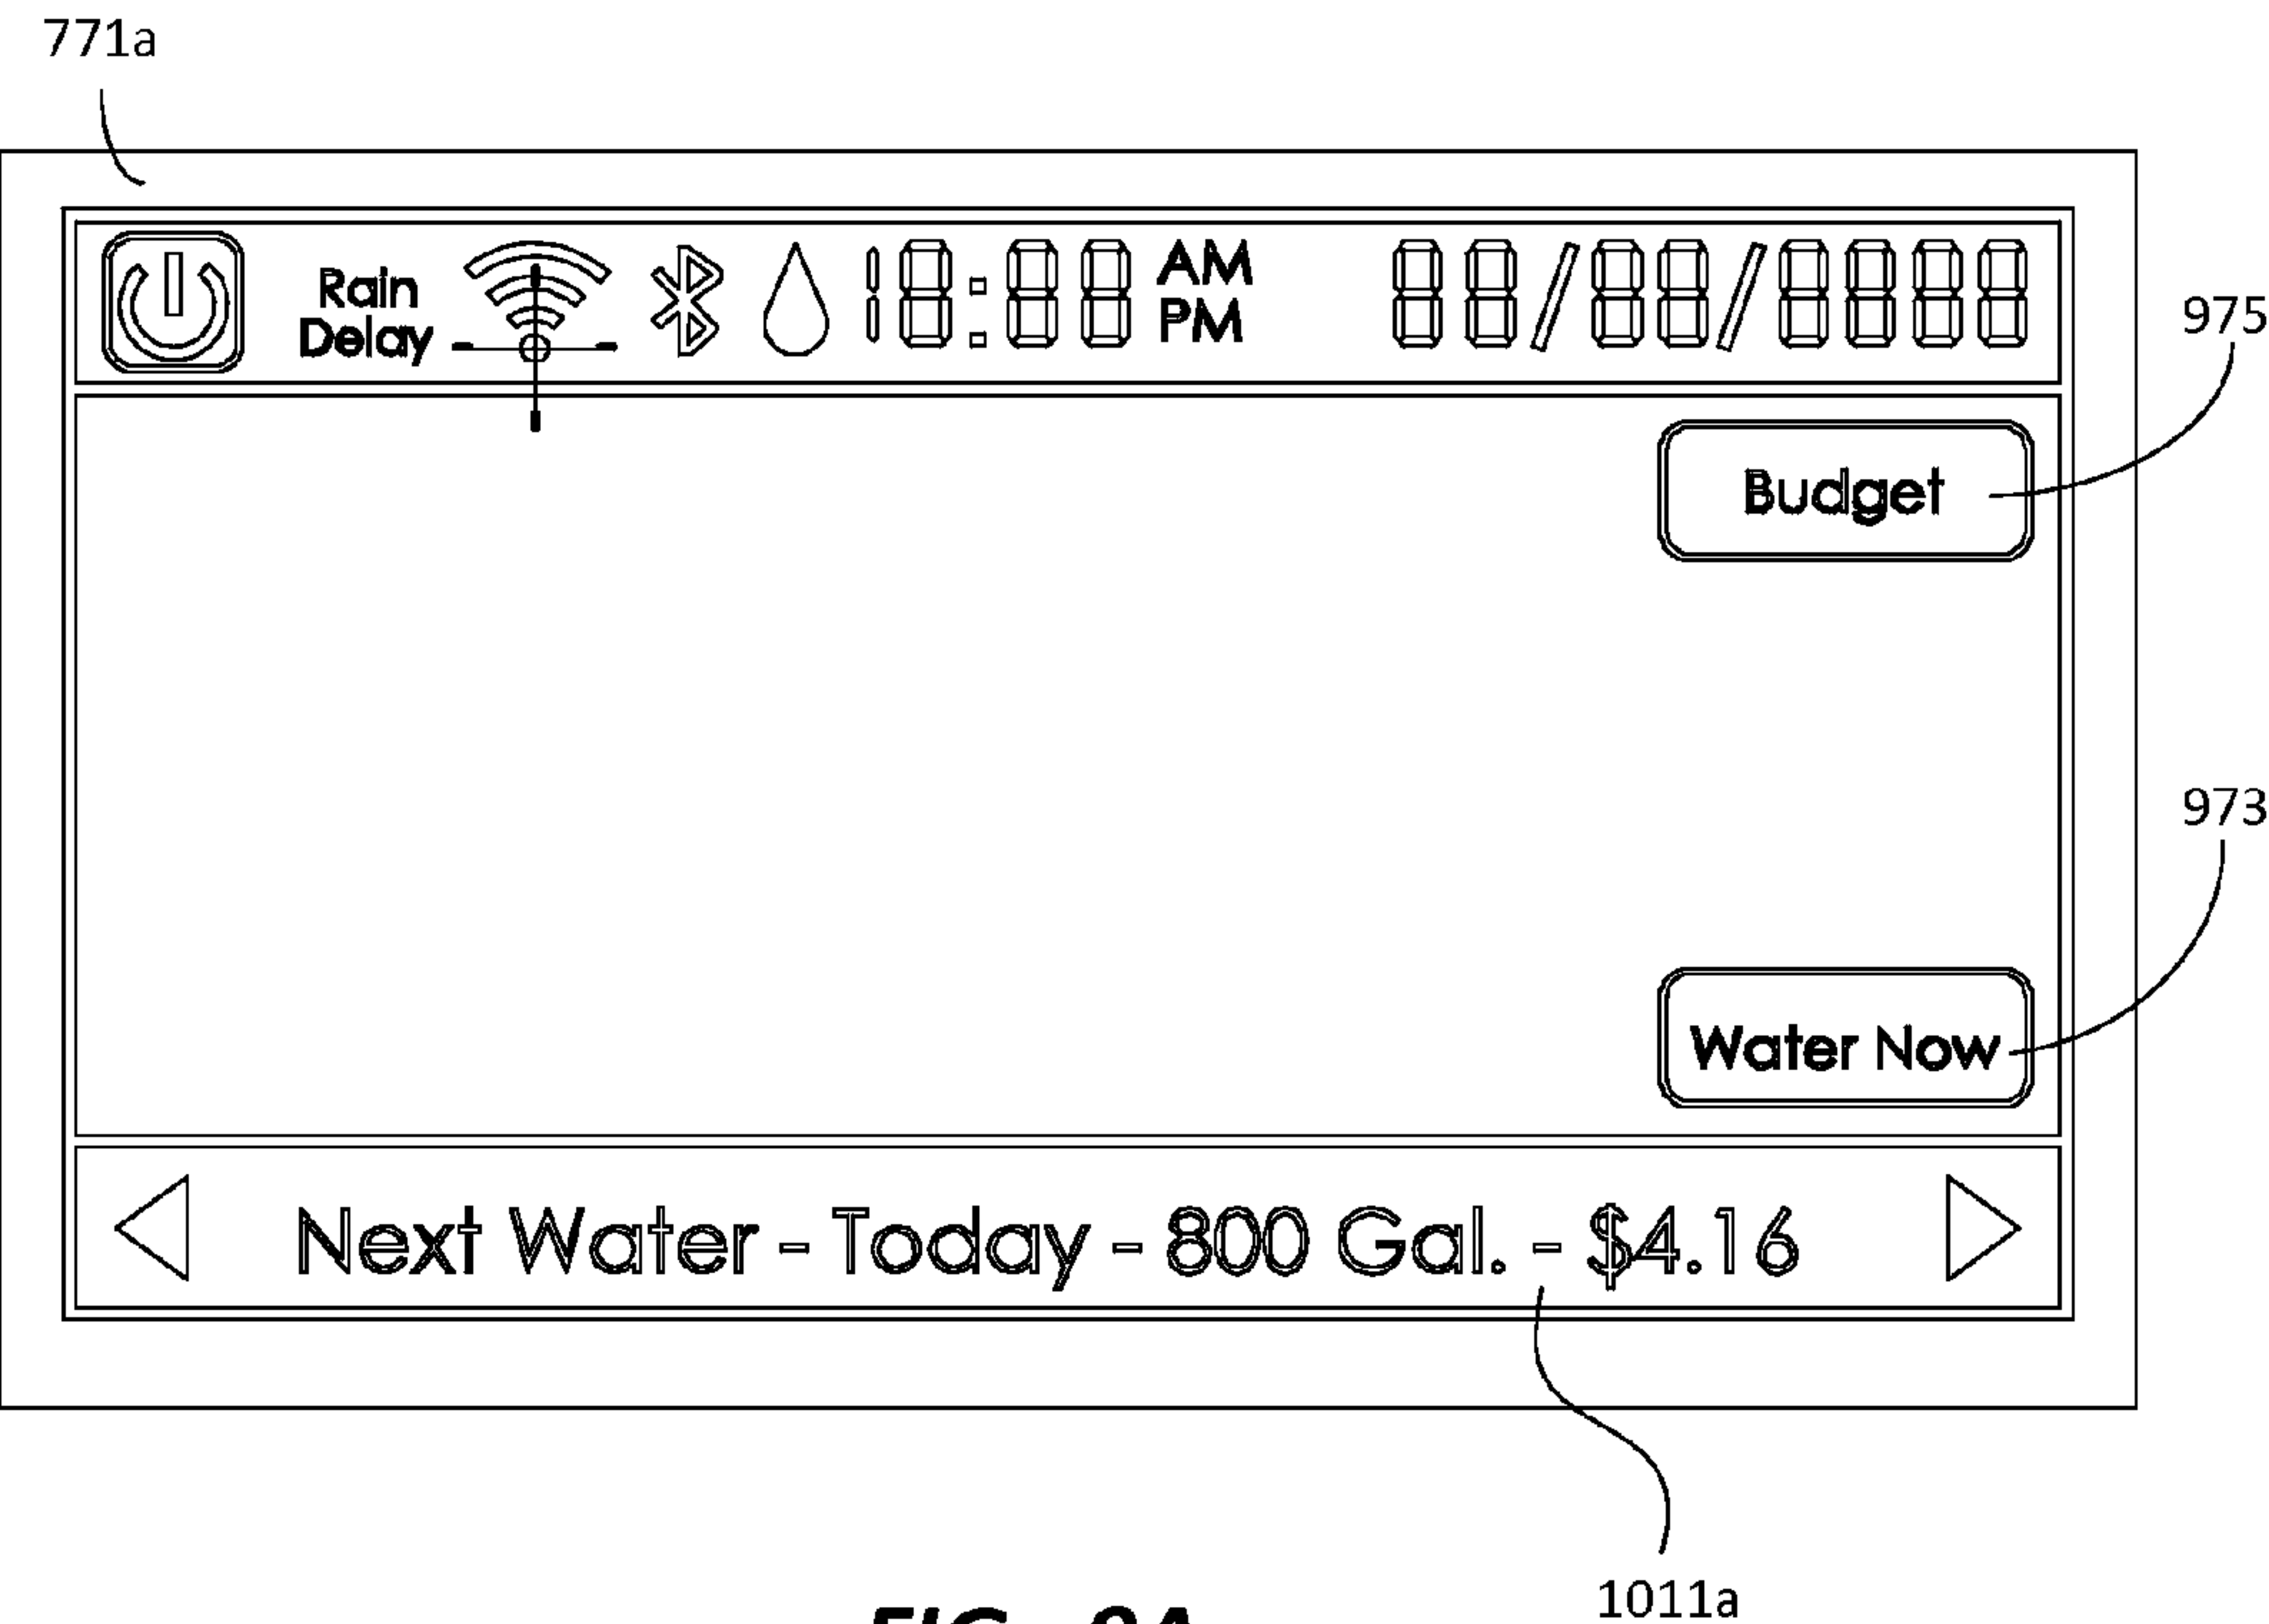 771a
Rain Delay 18:88 AM PM 88/88/8888
975
Budget
973
Water Now
Next Water - Today - 800 Gal. - $4.16
1011a